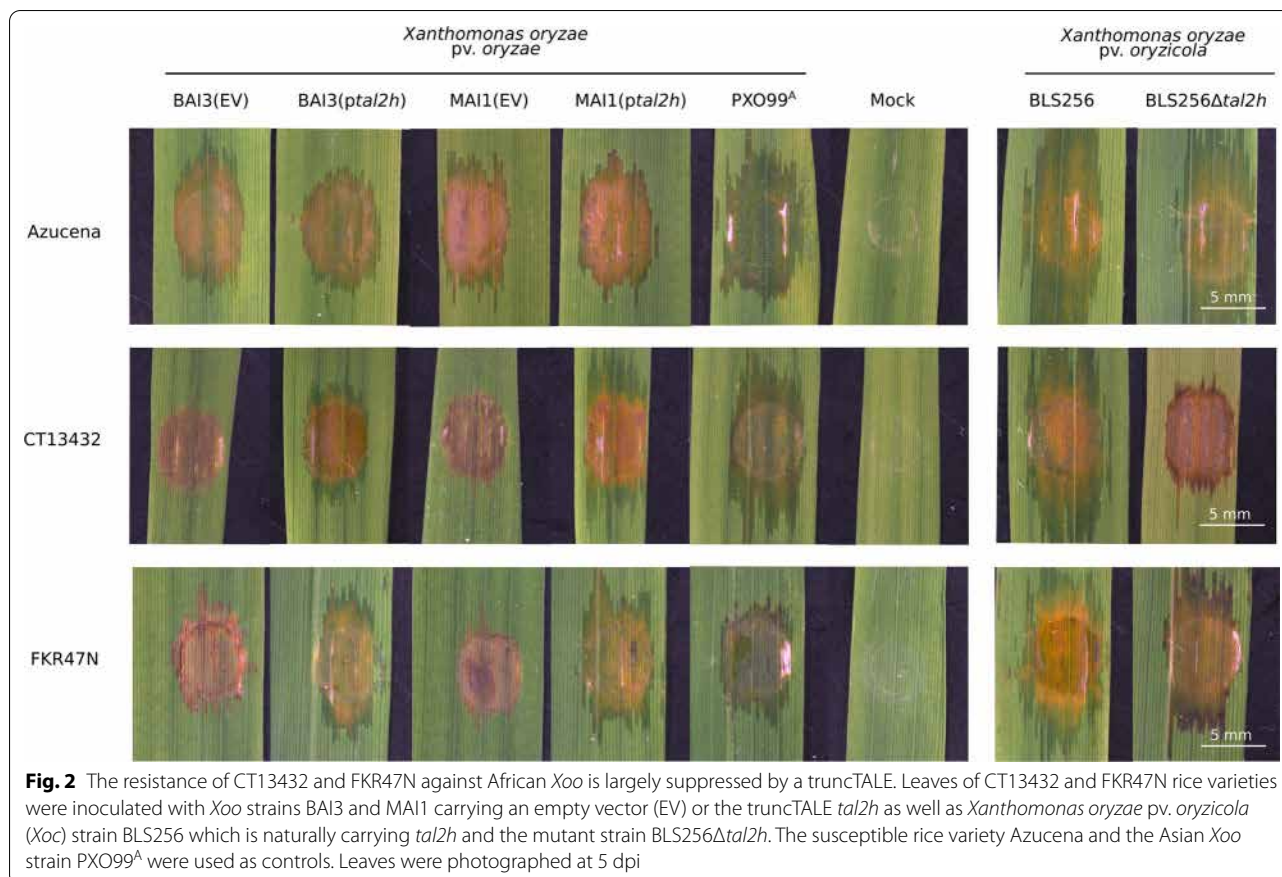 Xanthomonas oryzae
pv. oryzae
Xanthomonas oryzae
pv. oryzicola
BAI3(EV) BAI3(ptal2h) MAI1(EV) MAI1(ptal2h) PXO99A Mock BLS256 BLS256Δtal2h
Azucena
5 mm
CT13432
5 mm
FKR47N
5 mm
Fig. 2 The resistance of CT13432 and FKR47N against African Xoo is largely suppressed by a truncTALE. Leaves of CT13432 and FKR47N rice varieties
were inoculated with Xoo strains BAI3 and MAI1 carrying an empty vector (EV) or the truncTALE tal2h as well as Xanthomonas oryzae pv. oryzicola
(Xoc) strain BLS256 which is naturally carrying tal2h and the mutant strain BLS256Δtal2h. The susceptible rice variety Azucena and the Asian Xoo
strain PXO99A were used as controls. Leaves were photographed at 5 dpi